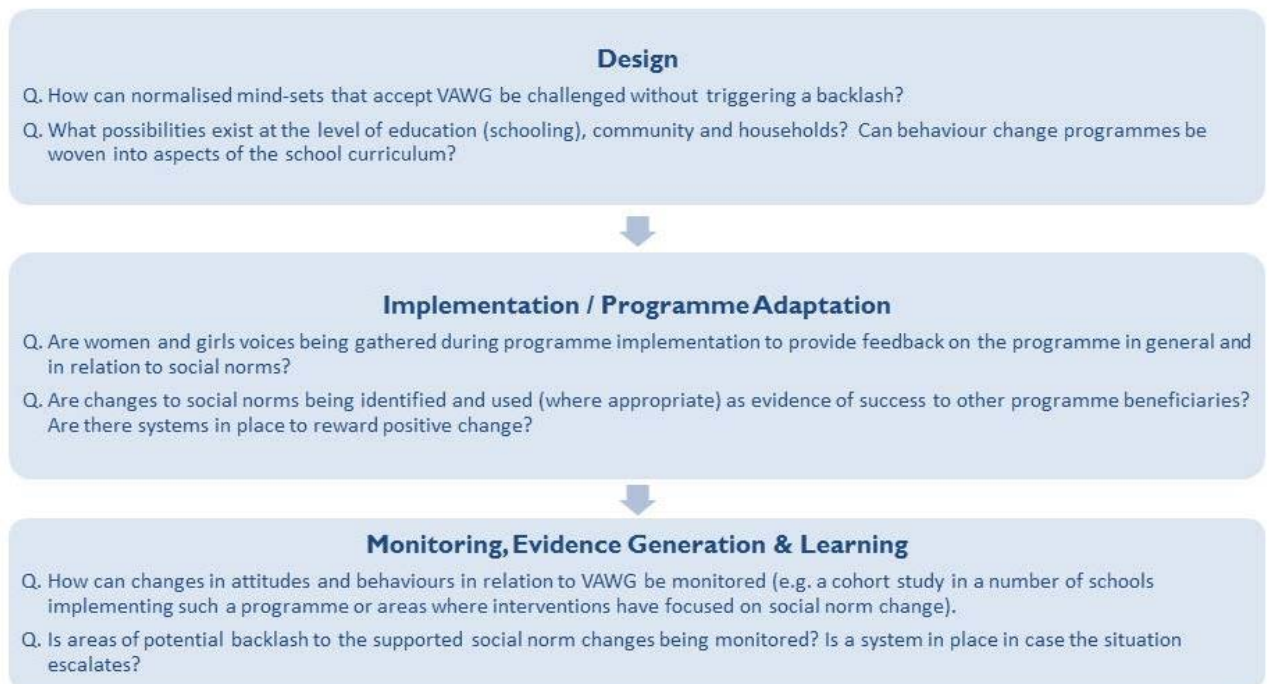 Design
Q. How can normalised mind-sets that accept VAWG be challenged without triggering a backlash?
Q. What possibilities exist at the level of education (schooling), community and households? Can behaviour change programmes be
woven into aspects of the school curriculum?
Implementation / Programme Adaptation
Q. Are women and girls voices being gathered during programme implementation to provide feedback on the programme in general and
in relation to social norms?
Q. Are changes to social norms being identified and used (where appropriate) as evidence of success to other programme beneficiaries?
Are there systems in place to reward positive change?
Monitoring, Evidence Generation & Learning
Q. How can changes in attitudes and behaviours in relation to VAWG be monitored (e.g. a cohort study in a number of schools
implementing such a programme or areas where interventions have focused on social norm change).
Q. Is areas of potential backlash to the supported social norm changes being monitored? Is a system in place in case the situation
escalates?